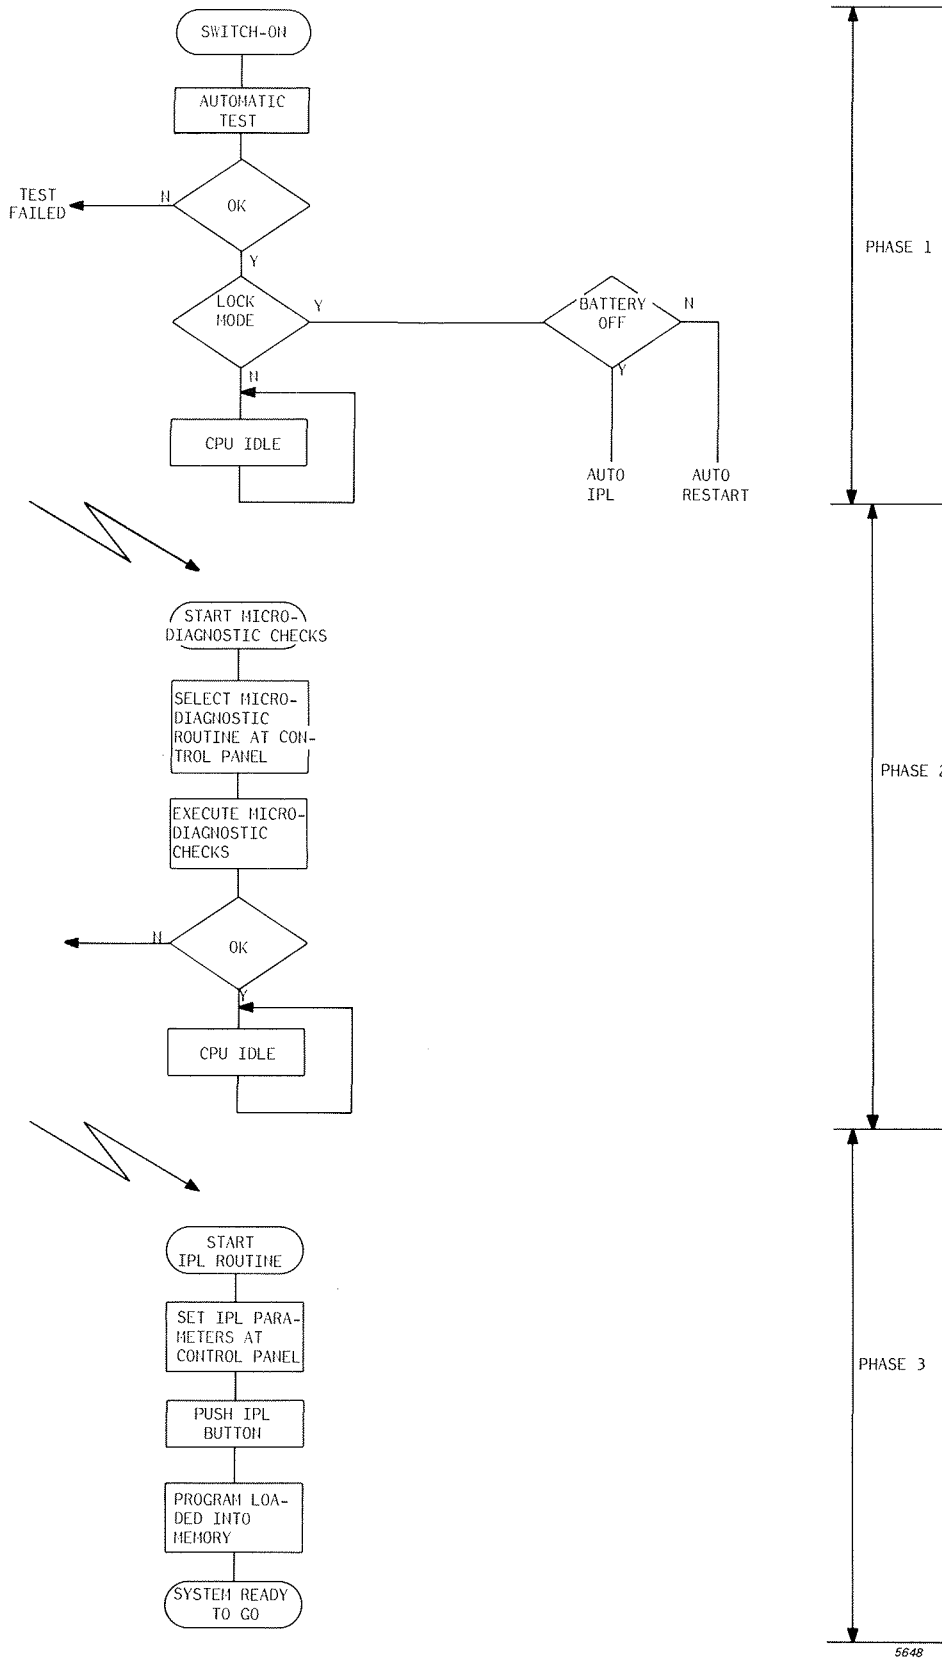 SWITCH-ON
AUTOMATIC
TEST
TEST
FAILED
N
OK
Y
PHASE 1
LOCK
MODE
Y
BATTERY
OFF
N
N
Y
CPU IDLE
AUTO
IPL
AUTO
RESTART
START MICRO-
DIAGNOSTIC CHECKS
SELECT MICRO-
DIAGNOSTIC
ROUTINE AT CON-
TROL PANEL
PHASE 2
EXECUTE MICRO-
DIAGNOSTIC
CHECKS
N
OK
Y
CPU IDLE
START
IPL ROUTINE
SET IPL PARA-
METERS AT
CONTROL PANEL
PHASE 3
PUSH IPL
BUTTON
PROGRAM LOA-
DED INTO
MEMORY
SYSTEM READY
TO GO
5648